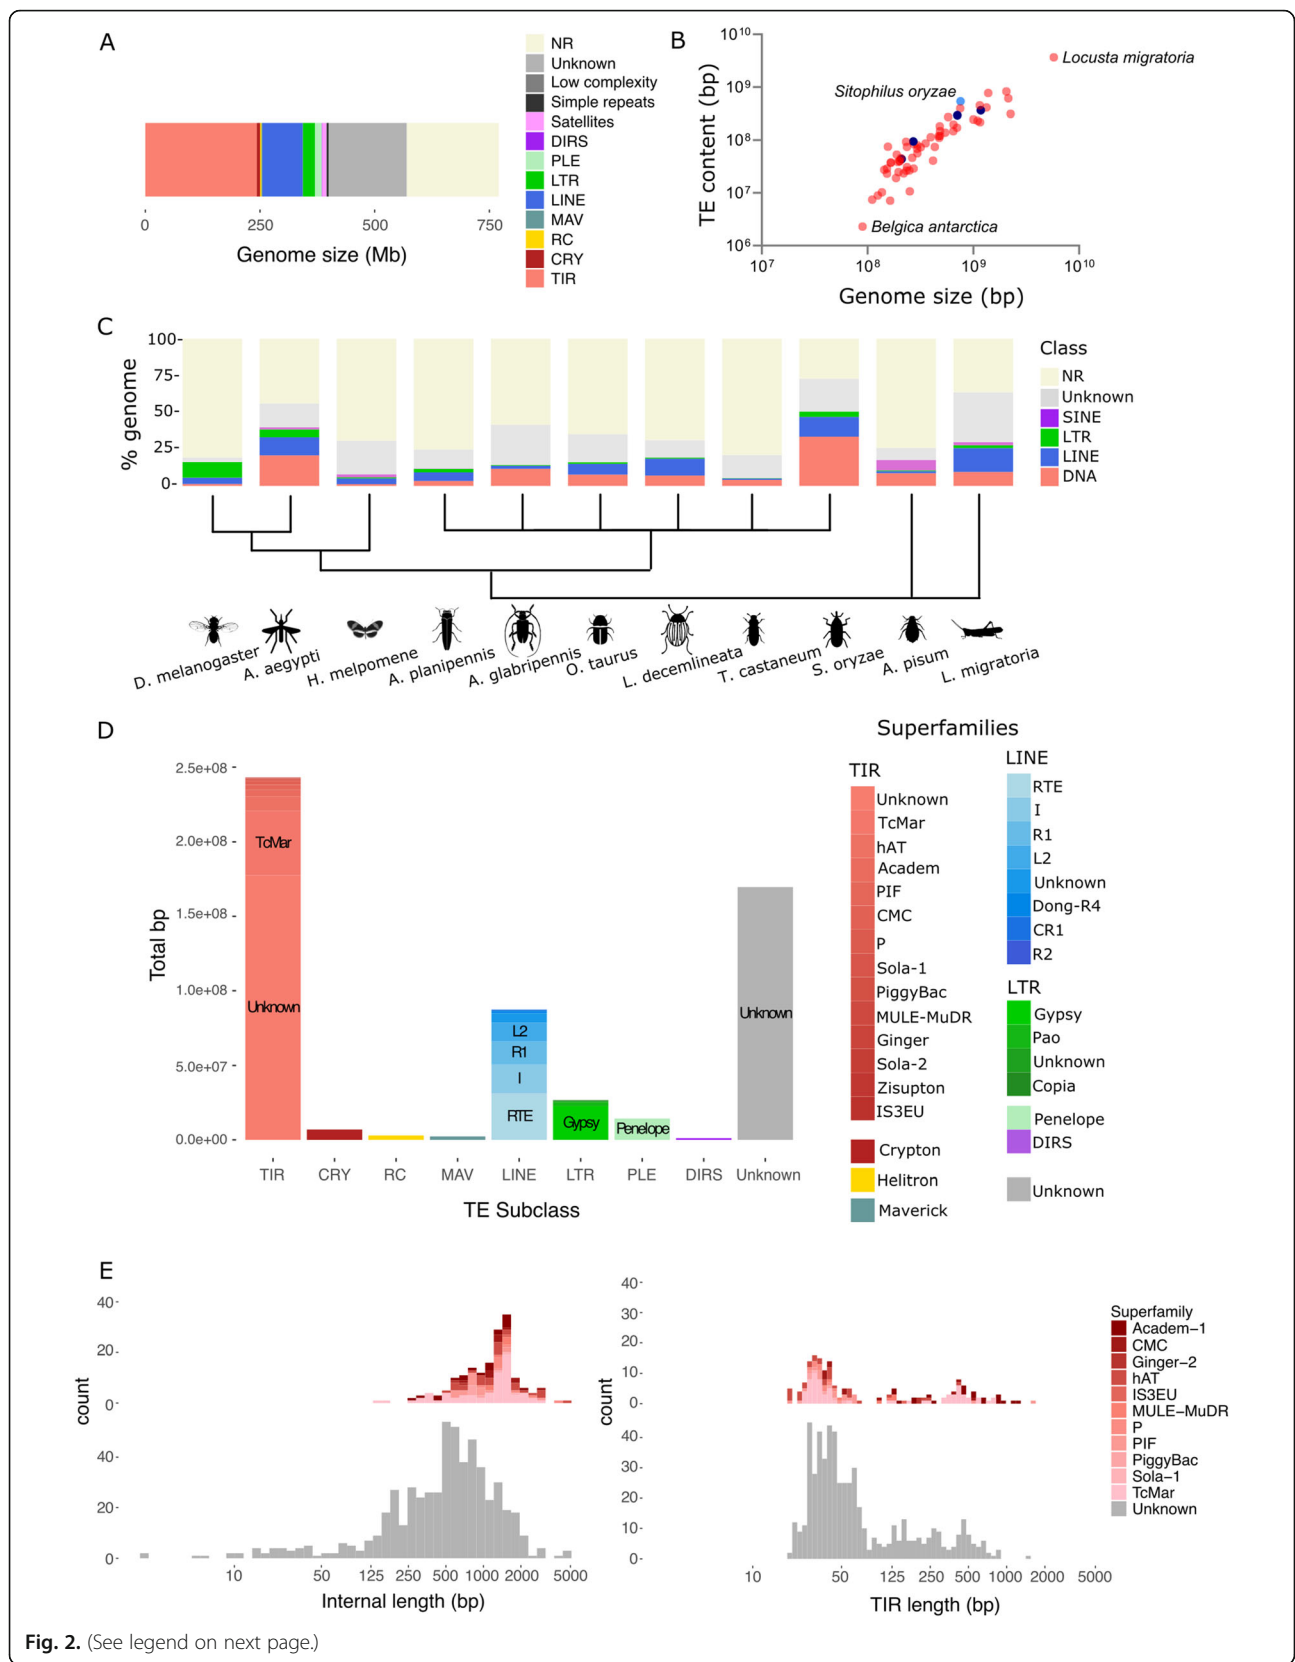 A
NR
Unknown
Low complexity
Simple repeats
Satellites
DIRS
PLE
LTR
LINE
MAV
RC
CRY
TIR
0 250 500 750
Genome size (Mb)
B
TE content (bp)
10^10
10^9
10^8
10^7
10^6
Locusta migratoria
Sitophilus oryzae
Belgica antarctica
10^7 10^8 10^9 10^10
Genome size (bp)
C
% genome
100
75
50
25
0
Class
NR
Unknown
SINE
LTR
LINE
DNA
D. melanogaster
A. aegypti
H. melpomene
A. planipennis
A. glabripennis
O. taurus
L. decemlineata
T. castaneum
S. oryzae
A. pisum
L. migratoria
D
Total bp
2.5e+08
2.0e+08
1.5e+08
1.0e+08
5.0e+07
0.0e+00
TcMar
Unknown
L2
R1
I
RTE
Gypsy
Penelope
Unknown
TIR CRY RC MAV LINE LTR PLE DIRS Unknown
TE Subclass
Superfamilies
TIR
Unknown
TcMar
hAT
Academ
PIF
CMC
P
Sola-1
PiggyBac
MULE-MuDR
Ginger
Sola-2
Zisupton
IS3EU
Crypton
Helitron
Maverick
LINE
RTE
I
R1
L2
Unknown
Dong-R4
CR1
R2
LTR
Gypsy
Pao
Unknown
Copia
Penelope
DIRS
Unknown
E
count
40
20
0
40
20
0
10 50 125 250 500 1000 2000 5000
Internal length (bp)
count
40
30
20
10
0
40
30
20
10
0
10 50 125 250 500 1000 2000 5000
TIR length (bp)
Superfamily
Academ-1
CMC
Ginger-2
hAT
IS3EU
MULE-MuDR
P
PIF
PiggyBac
Sola-1
TcMar
Unknown
Fig. 2. (See legend on next page.)